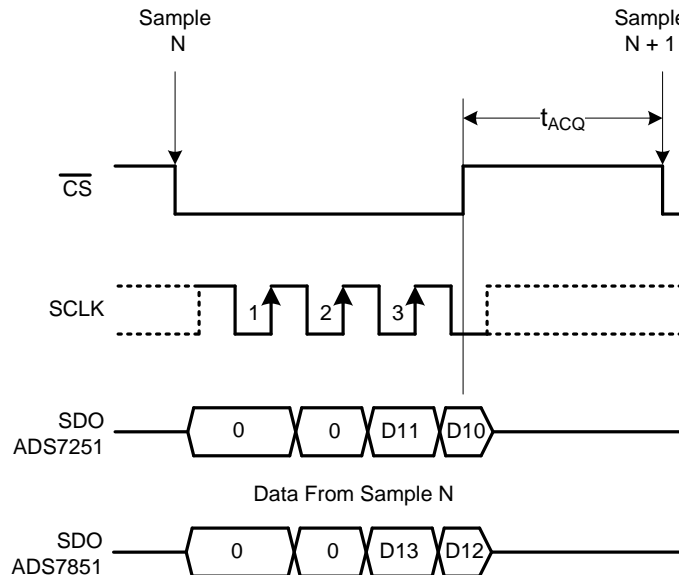 Sample
N
Sample
N + 1
tACQ
CS
SCLK
1 2 3
SDO
ADS7251
0 0 D11 D10
Data From Sample N
SDO
ADS7851
0 0 D13 D12